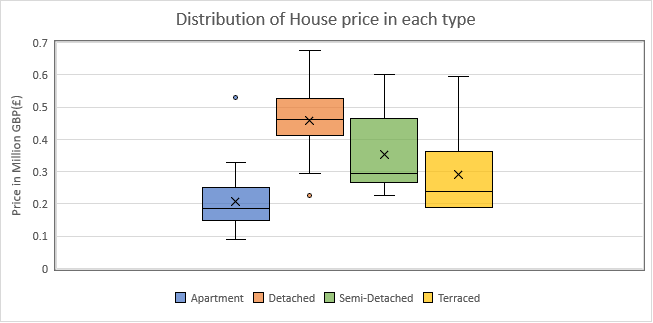 Distribution of House price in each type
Price in Million GBP(£)
0.7
0.6
0.5
0.4
0.3
0.2
0.1
0
Apartment Detached Semi-Detached Terraced